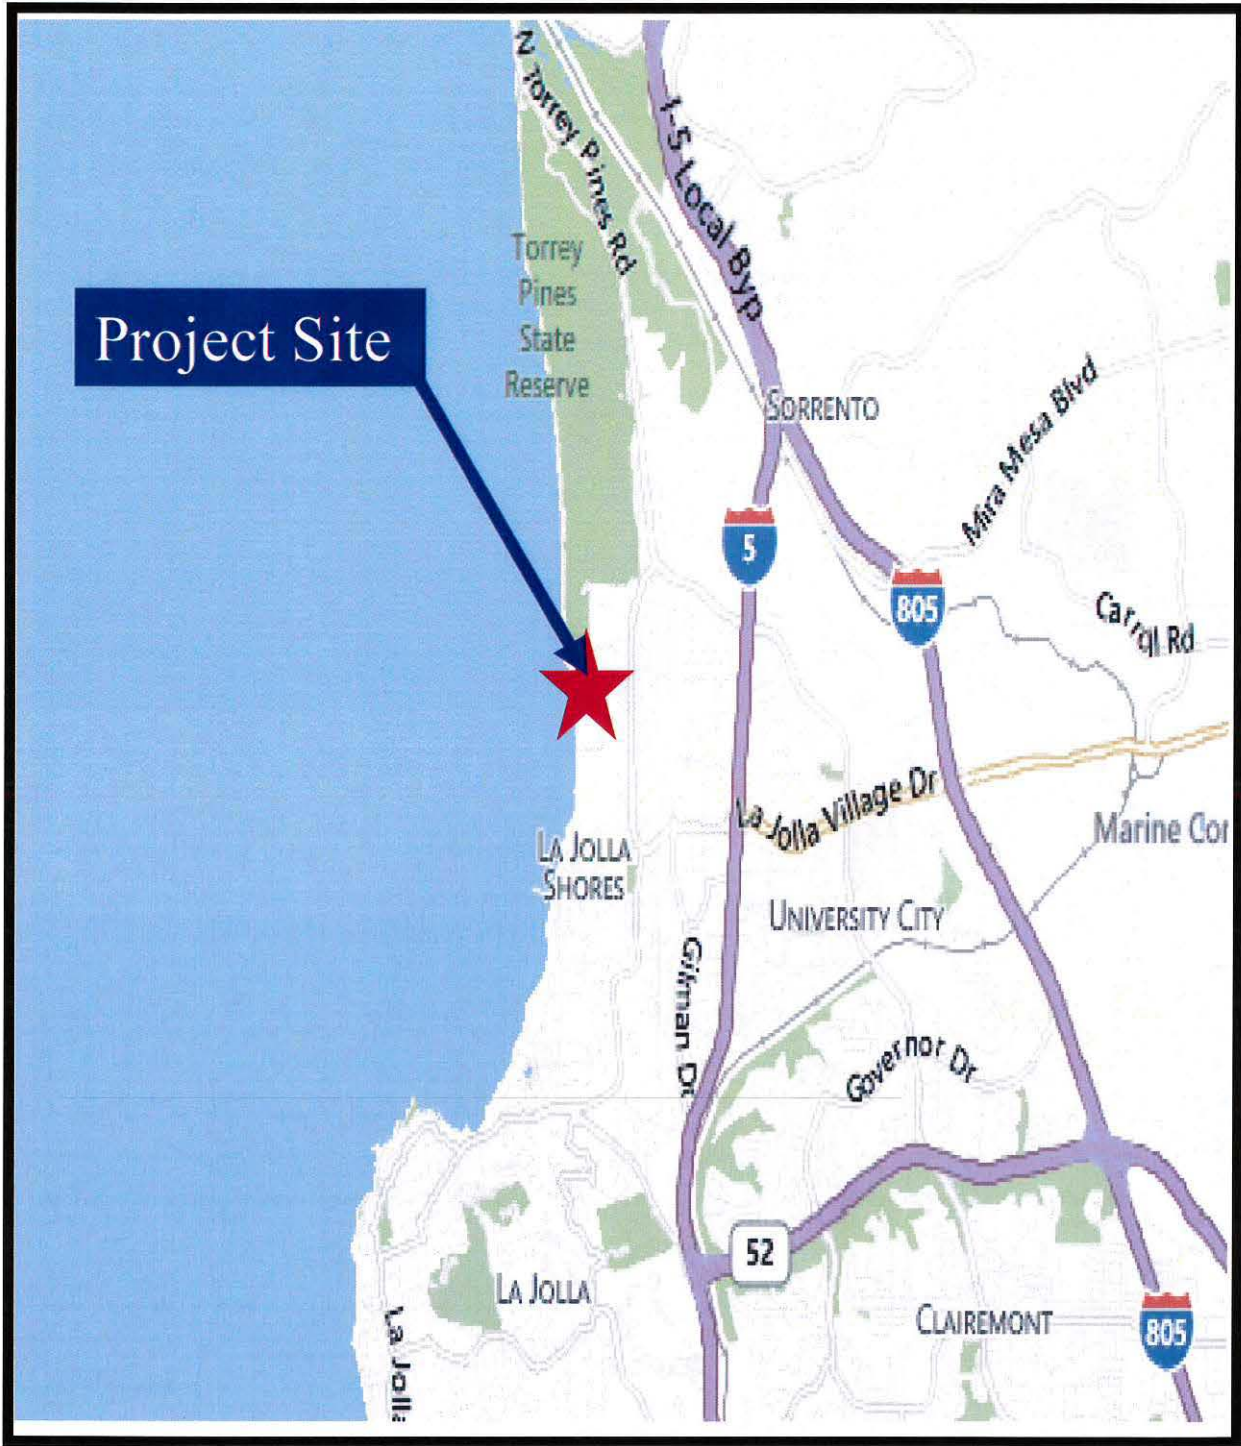 N Torrey Pines Rd
I-5 Local Byp
Torrey
Pines
State
Reserve
Project Site
SORRENTO
Mira Mesa Blvd
5
805
Carroll Rd
La Jolla Village Dr
Marine Cor
LA JOLLA
SHORES
UNIVERSITY CITY
Gilman Dr
Governor Dr
52
LA JOLLA
CLAIREMONT
805
La Jolla